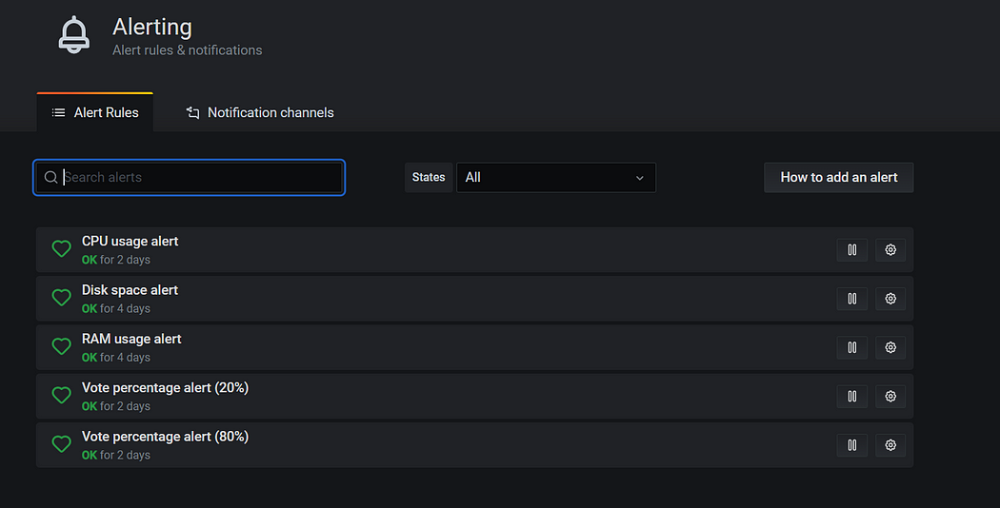 Alerting
Alert rules & notifications
Alert Rules
Notification channels
Search alerts
States
All
How to add an alert
CPU usage alert
OK for 2 days
Disk space alert
OK for 4 days
RAM usage alert
OK for 4 days
Vote percentage alert (20%)
OK for 2 days
Vote percentage alert (80%)
OK for 2 days